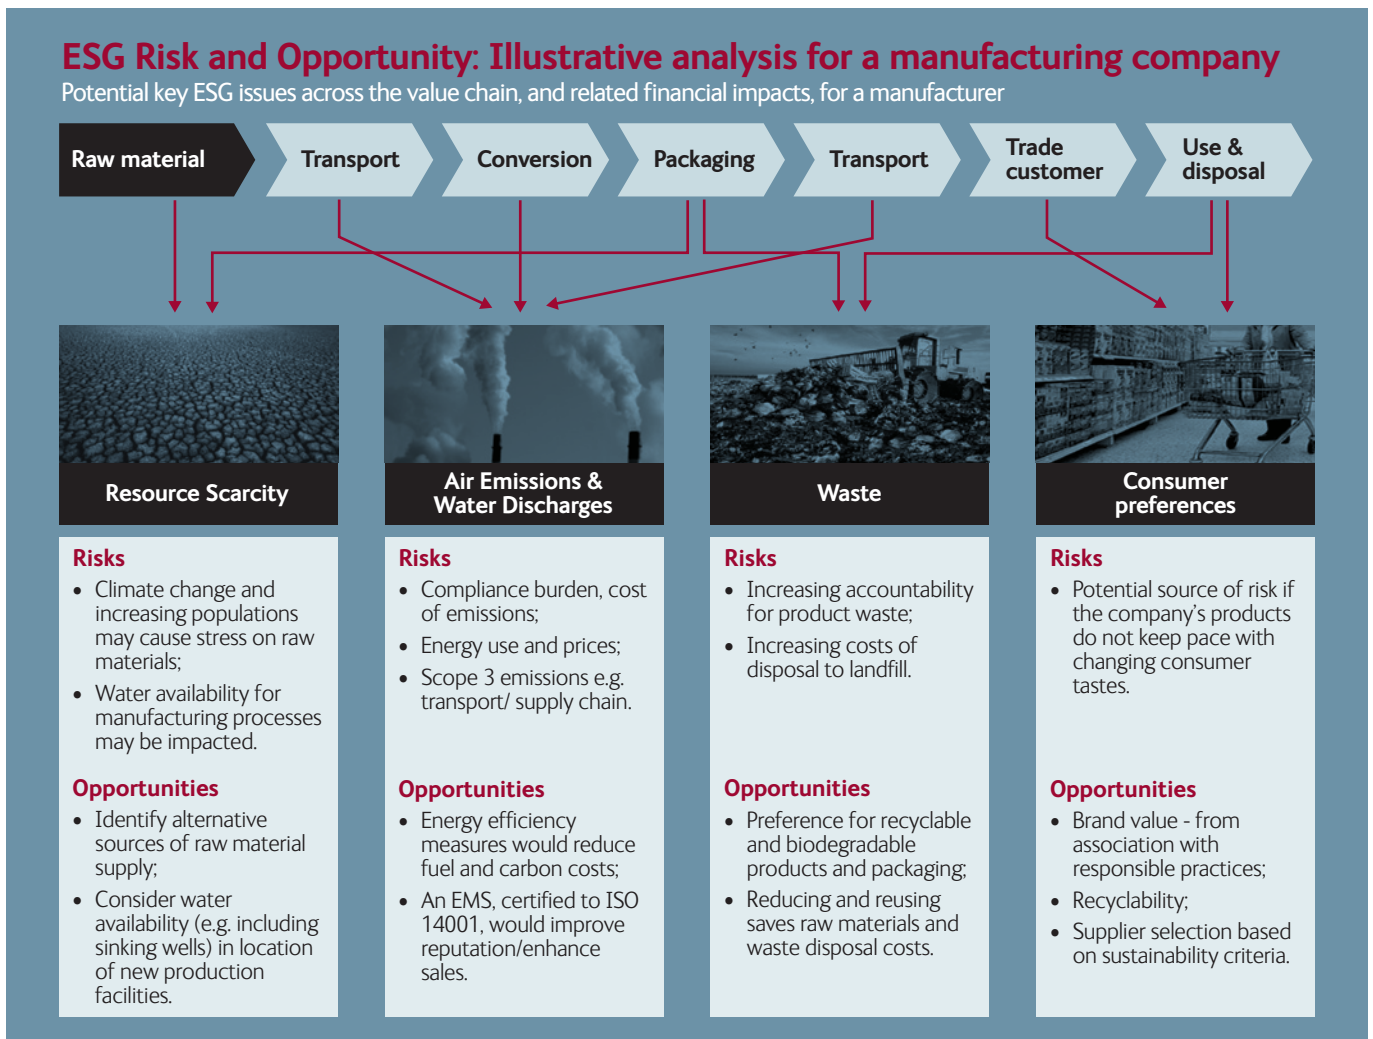 ESG Risk and Opportunity: Illustrative analysis for a manufacturing company
Potential key ESG issues across the value chain, and related financial impacts, for a manufacturer
Raw material
Transport
Conversion
Packaging
Transport
Trade
customer
Use &
disposal
Resource Scarcity
Risks
• Climate change and
increasing populations
may cause stress on raw
materials;
• Water availability for
manufacturing processes
may be impacted.
Opportunities
• Identify alternative
sources of raw material
supply;
• Consider water
availability (e.g. including
sinking wells) in location
of new production
facilities.
Air Emissions &
Water Discharges
Risks
• Compliance burden, cost
of emissions;
• Energy use and prices;
• Scope 3 emissions e.g.
transport/ supply chain.
Opportunities
• Energy efficiency
measures would reduce
fuel and carbon costs;
• An EMS, certified to ISO
14001, would improve
reputation/enhance
sales.
Waste
Risks
• Increasing accountability
for product waste;
• Increasing costs of
disposal to landfill.
Opportunities
• Preference for recyclable
and biodegradable
products and packaging;
• Reducing and reusing
saves raw materials and
waste disposal costs.
Consumer
preferences
Risks
• Potential source of risk if
the company's products
do not keep pace with
changing consumer
tastes.
Opportunities
• Brand value - from
association with
responsible practices;
• Recyclability;
• Supplier selection based
on sustainability criteria.